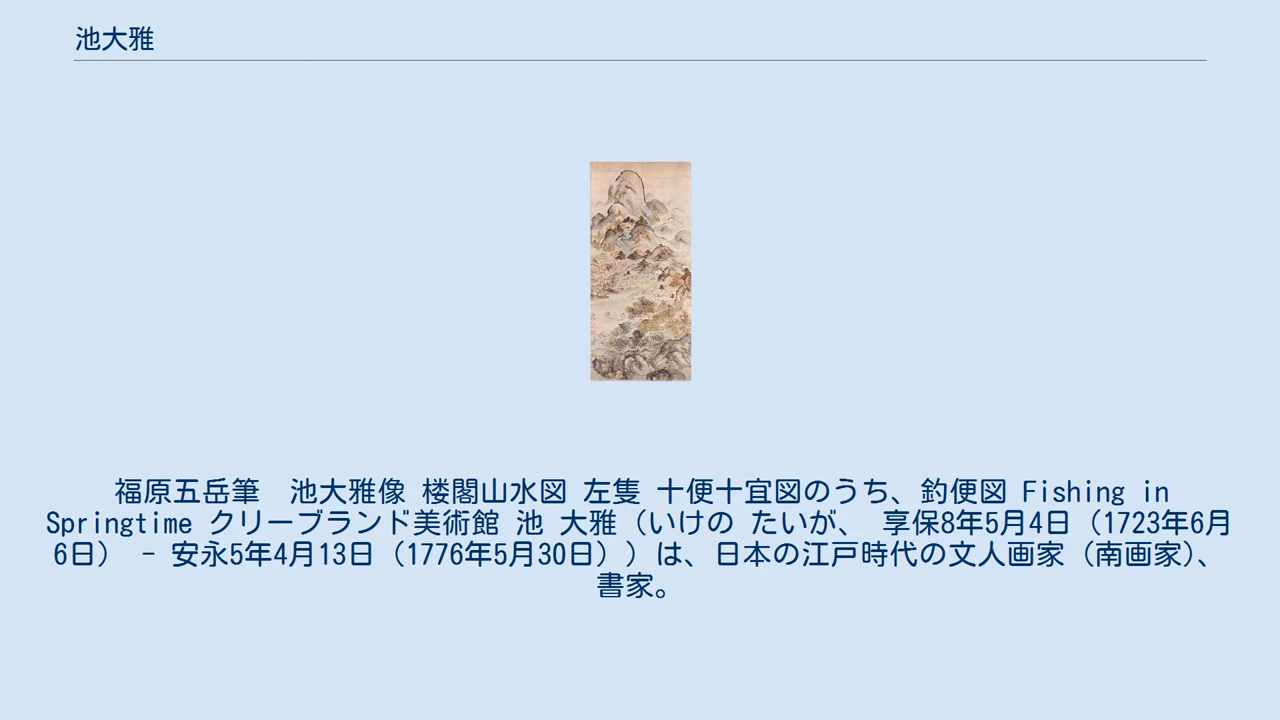 池大雅
福原五岳筆　池大雅像 楼閣山水図 左隻 十便十宜図のうち、釣便図 Fishing in
Springtime クリーブランド美術館 池 大雅（いけの たいが、 享保8年5月4日（1723年6月
6日） - 安永5年4月13日（1776年5月30日））は、日本の江戸時代の文人画家（南画家）、
書家。